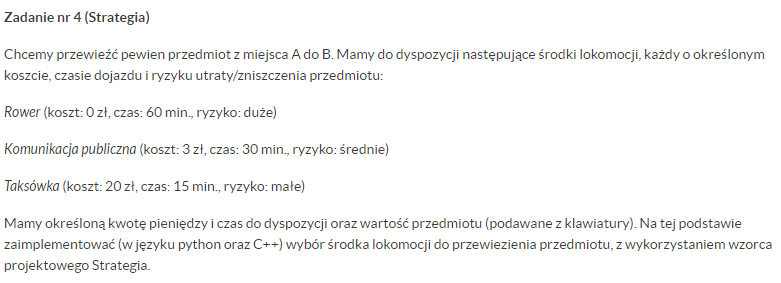 Zadanie nr 4 (Strategia)
Chcemy przewieźć pewien przedmiot z miejsca A do B. Mamy do dyspozycji następujące środki lokomocji, każdy o określonym
koszcie, czasie dojazdu i ryzyku utraty/zniszczenia przedmiotu:
Rower (koszt: 0 zł, czas: 60 min., ryzyko: duże)
Komunikacja publiczna (koszt: 3 zł, czas: 30 min., ryzyko: średnie)
Taksówka (koszt: 20 zł, czas: 15 min., ryzyko: małe)
Mamy określoną kwotę pieniędzy i czas do dyspozycji oraz wartość przedmiotu (podawane z klawiatury). Na tej podstawie
zaimplementować (w języku python oraz C++) wybór środka lokomocji do przewiezienia przedmiotu, z wykorzystaniem wzorca
projektowego Strategia.